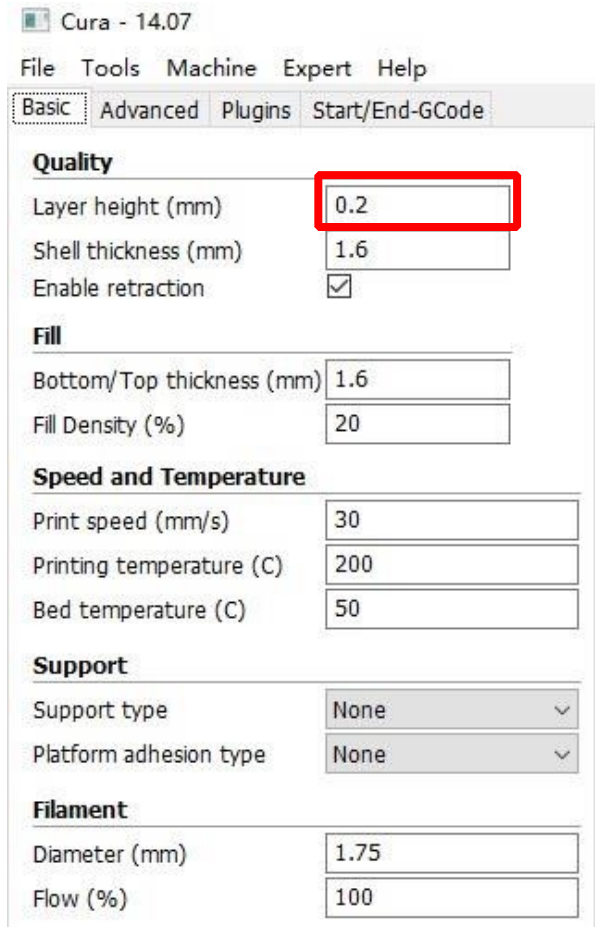 Cura - 14.07
File Tools Machine Expert Help
Basic Advanced Plugins Start/End-GCode
Quality
Layer height (mm) 0.2
Shell thickness (mm) 1.6
Enable retraction
Fill
Bottom/Top thickness (mm) 1.6
Fill Density (%) 20
Speed and Temperature
Print speed (mm/s) 30
Printing temperature (C) 200
Bed temperature (C) 50
Support
Support type None
Platform adhesion type None
Filament
Diameter (mm) 1.75
Flow (%) 100